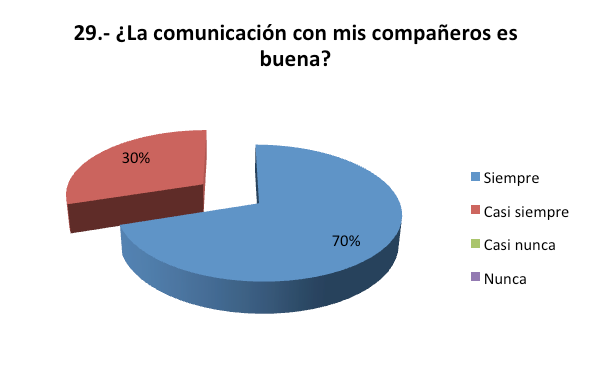 29.- ¿La comunicación con mis compañeros es
buena?
30%
70%
Siempre
Casi siempre
Casi nunca
Nunca